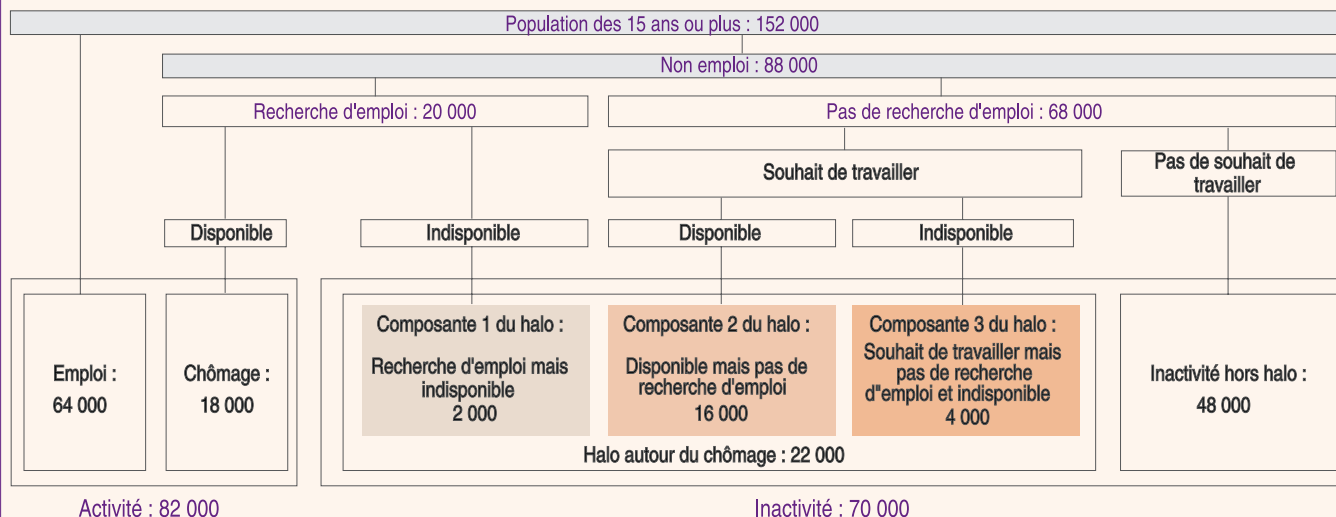 Population des 15 ans ou plus : 152 000
Non emploi : 88 000
Recherche d'emploi : 20 000
Pas de recherche d'emploi : 68 000
Souhait de travailler
Pas de souhait de
travailler
Disponible
Indisponible
Disponible
Indisponible
Emploi :
64 000
Chômage :
18 000
Composante 1 du halo :
Recherche d'emploi mais
indisponible
2 000
Composante 2 du halo :
Disponible mais pas de
recherche d'emploi
16 000
Composante 3 du halo :
Souhait de travailler mais
pas de recherche
d"emploi et indisponible
4 000
Inactivité hors halo :
48 000
Halo autour du chômage : 22 000
Activité : 82 000
Inactivité : 70 000